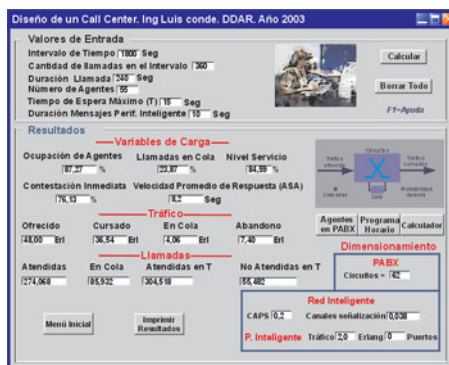 Diseño de un Call Center. Ing Luis conde. DDAR. Año 2003
Valores de Entrada
Intervalo de Tiempo 1800 Seg
Cantidad de llamadas en el Intervalo 360
Duración Llamada 240 Seg
Número de Agentes 55
Tiempo de Espera Máximo (T) 15 Seg
Duración Mensajes Perif. Inteligente 10 Seg
Calcular
Borrar Todo
F1=Ayuda
Resultados
Variables de Carga
Ocupación de Agentes Llamadas en Cola Nivel Servicio
87,27 % 23,87 % 84,59 %
Contestación Inmediata Velocidad Promedio de Respuesta (ASA)
76,13 % 8,2 Seg
Tráfico
Ofrecido Cursado En Cola Abandono
48,00 Erl 36,54 Erl 4,06 Erl 7,40 Erl
Llamadas
Atendidas En Cola Atendidas en T No Atendidas en T
274,068 85,932 304,518 55,482
Menú Inicial
Imprimir Resultados
Circuitos
Tráfico
Tráfico
Llamadas
Cola
Agentes en PABX
Programa Horario
Calculador
Dimensionamiento
PABX
Circuitos = 62
Red Inteligente
CAPS 0,2 Canales señalización 0,038
P. Inteligente Tráfico 2,0 Erlang 0 Puertos